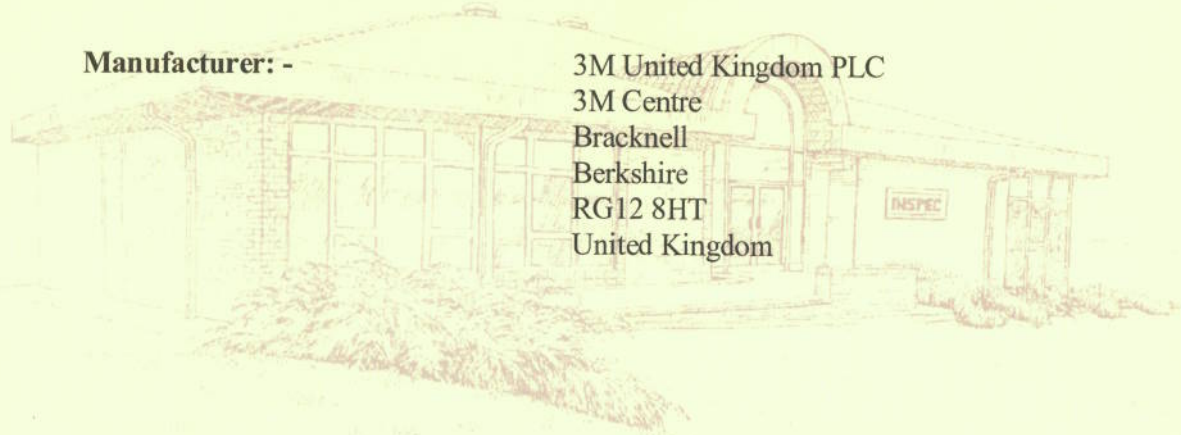 Manufacturer: - 3M United Kingdom PLC
3M Centre
Bracknell
Berkshire
RG12 8HT
United Kingdom
INSPEC